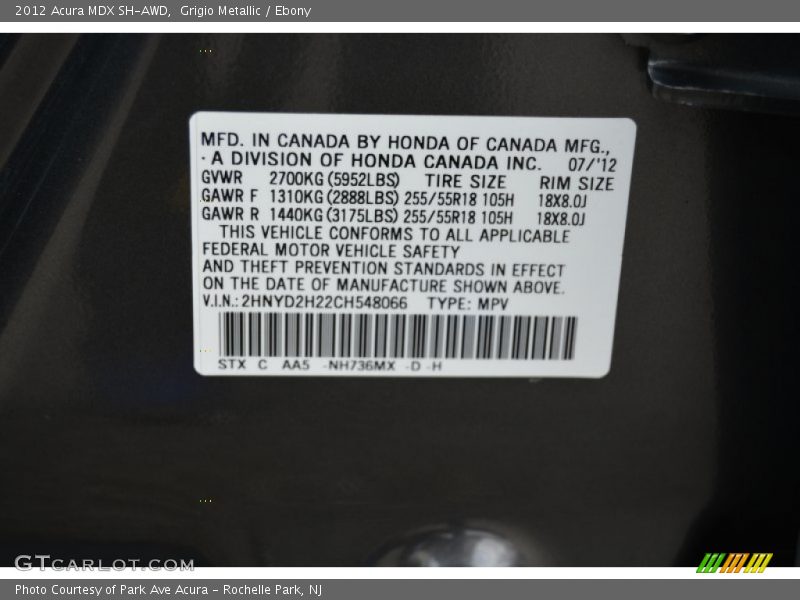 2012 Acura MDX SH-AWD,  Grigio Metallic / Ebony
MFD. IN CANADA BY HONDA OF CANADA MFG.,
A DIVISION OF HONDA CANADA INC. 07/'12
GVWR 2700KG (5952LBS) TIRE SIZE RIM SIZE
GAWR F 1310KG (2888LBS) 255/55R18 105H 18X8.0J
GAWR R 1440KG (3175LBS) 255/55R18 105H 18X8.0J
THIS VEHICLE CONFORMS TO ALL APPLICABLE
FEDERAL MOTOR VEHICLE SAFETY
AND THEFT PREVENTION STANDARDS IN EFFECT
ON THE DATE OF MANUFACTURE SHOWN ABOVE.
V.I.N.: 2HNYD2H22CH548066 TYPE: MPV
STX C AA5 -NH736MX -D -H
GTCARLOT.COM
Photo Courtesy of Park Ave Acura - Rochelle Park, NJ